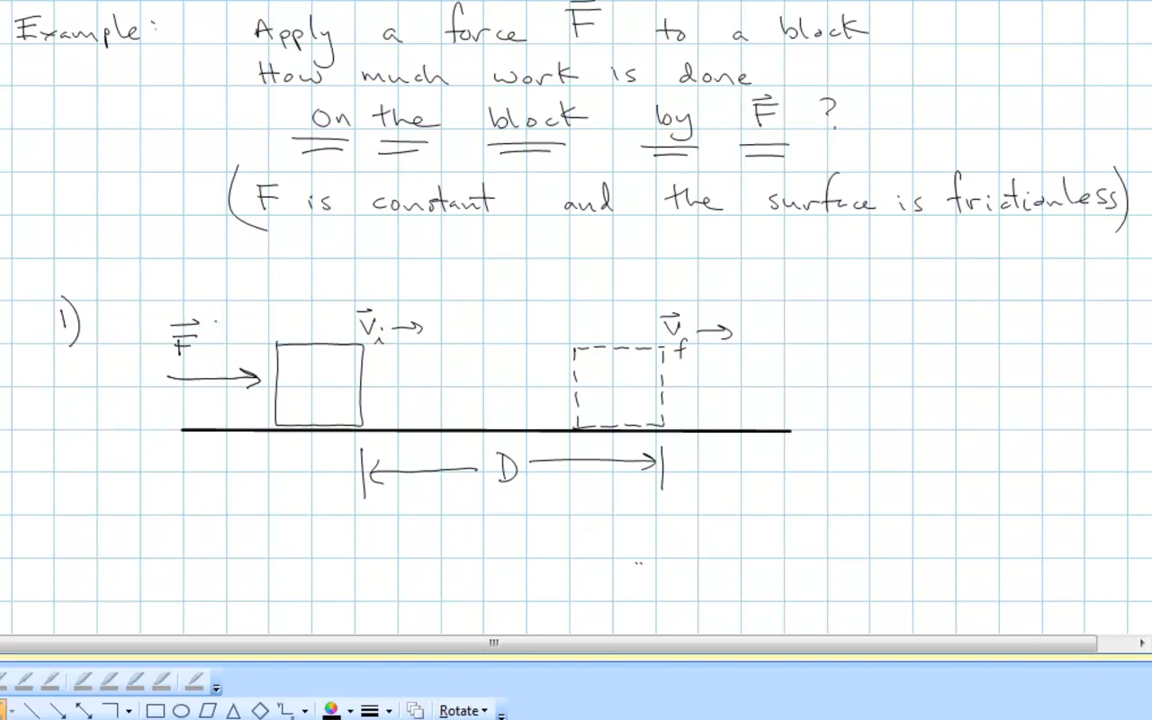 Example: Apply a force F to a block
How much work is done
on the block by F ?
(F is constant and the surface is frictionless)
1)
F
Vi
Vf
D
Rotate